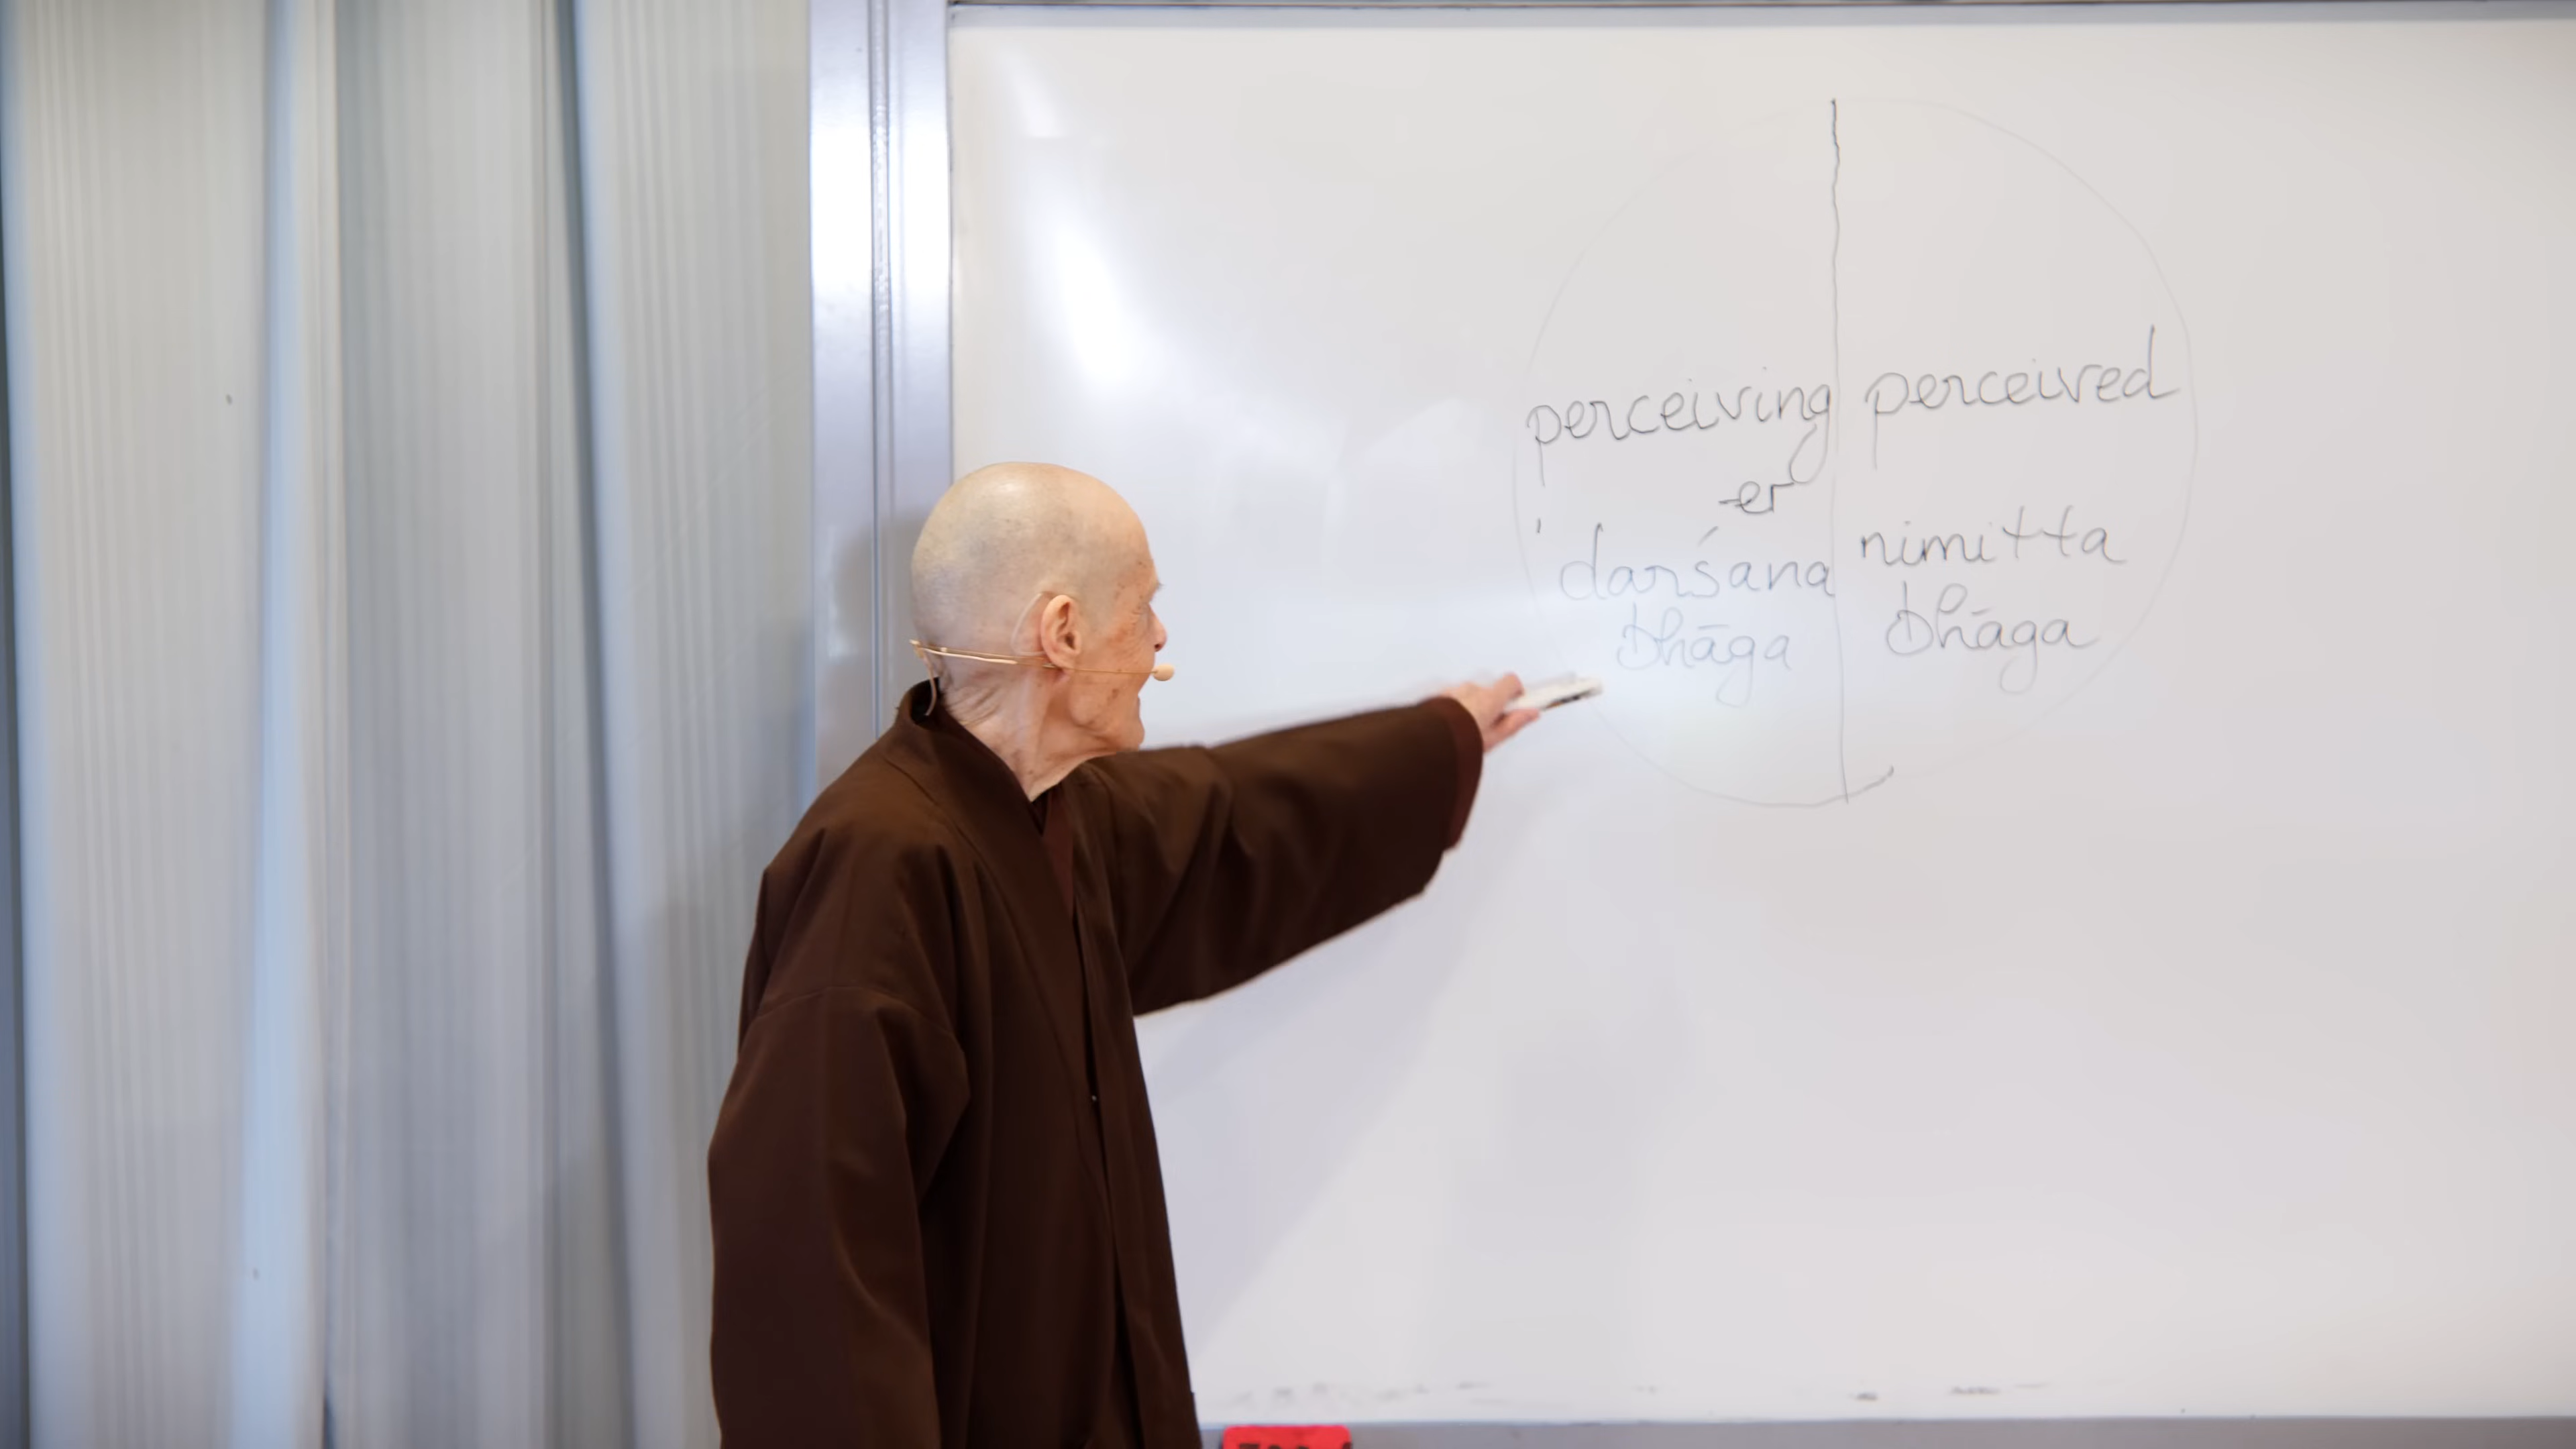 perceiving perceived
-er
darśana nimitta
bhāga bhāga